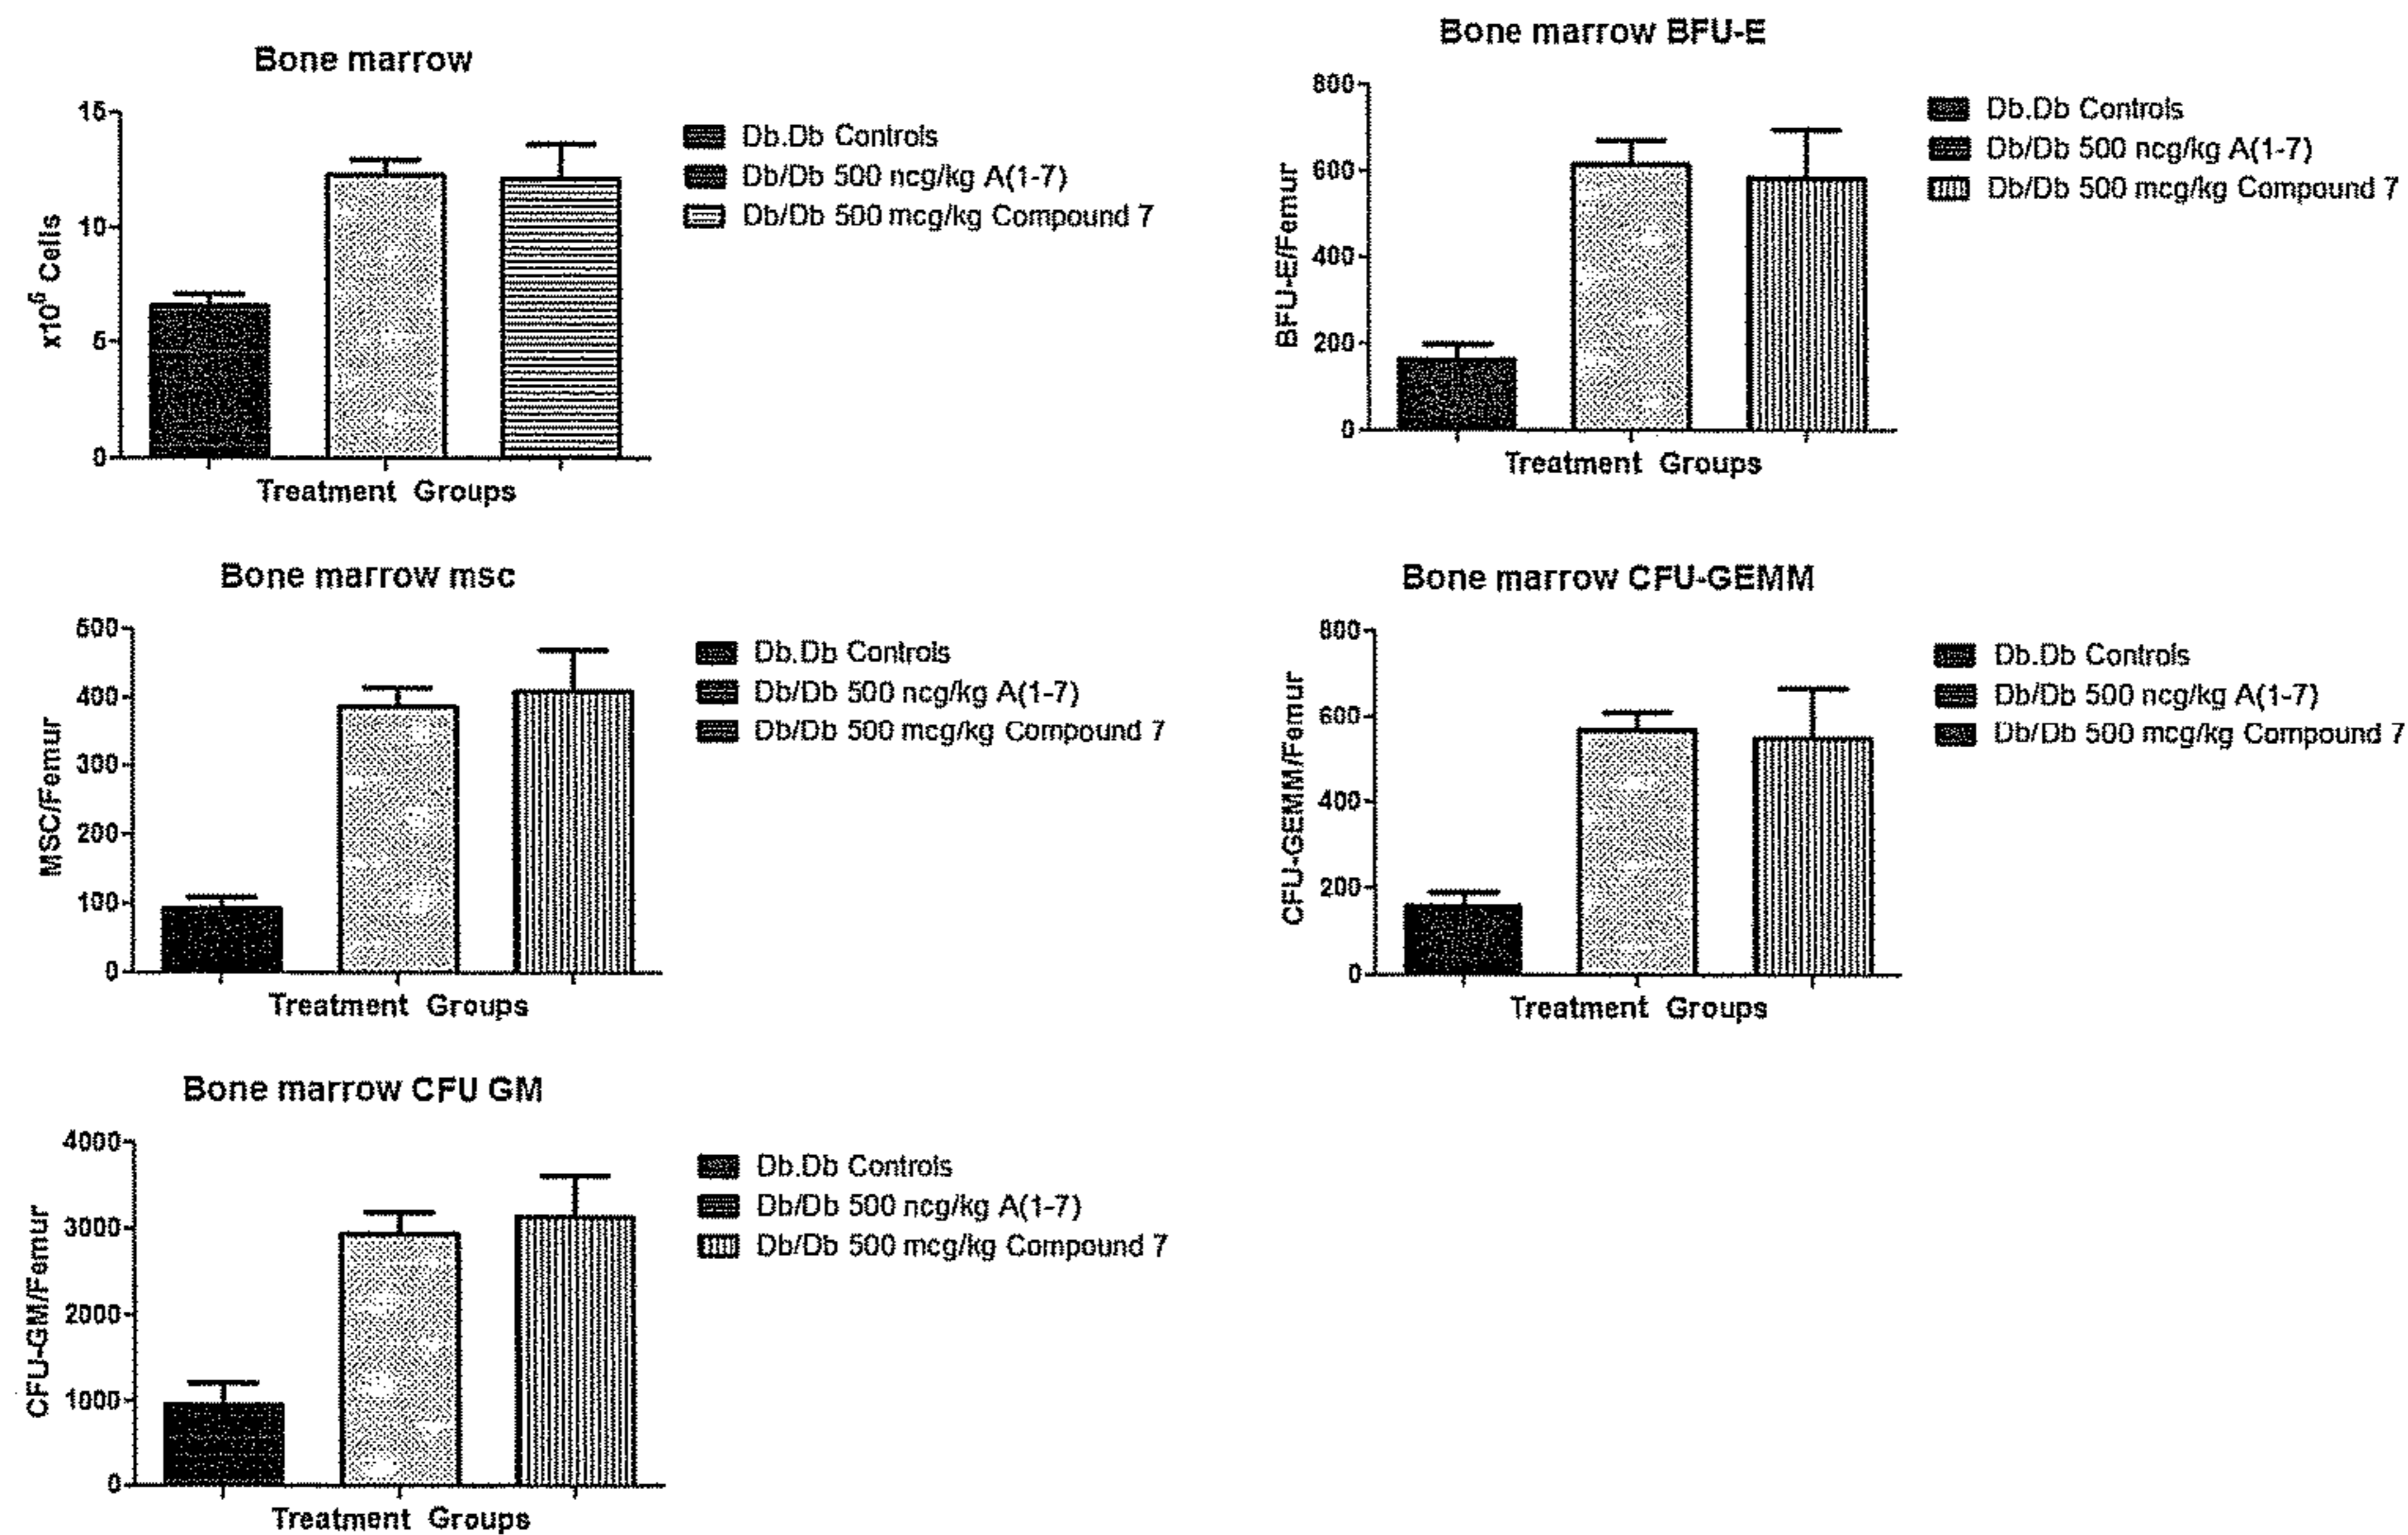 Bone marrow
15
10
5
0
x10⁶ Cells
Treatment Groups
Db.Db Controls
Db/Db 500 ncg/kg A(1-7)
Db/Db 500 mcg/kg Compound 7
Bone marrow BFU-E
800
600
400
200
0
BFU-E/Femur
Treatment Groups
Db.Db Controls
Db/Db 500 ncg/kg A(1-7)
Db/Db 500 mcg/kg Compound 7
Bone marrow msc
500
400
300
200
100
0
MSC/Femur
Treatment Groups
Db.Db Controls
Db/Db 500 ncg/kg A(1-7)
Db/Db 500 mcg/kg Compound 7
Bone marrow CFU-GEMM
800
600
400
200
0
CFU-GEMM/Femur
Treatment Groups
Db.Db Controls
Db/Db 500 ncg/kg A(1-7)
Db/Db 500 mcg/kg Compound 7
Bone marrow CFU GM
4000
3000
2000
1000
0
CFU-GM/Femur
Treatment Groups
Db.Db Controls
Db/Db 500 ncg/kg A(1-7)
Db/Db 500 mcg/kg Compound 7